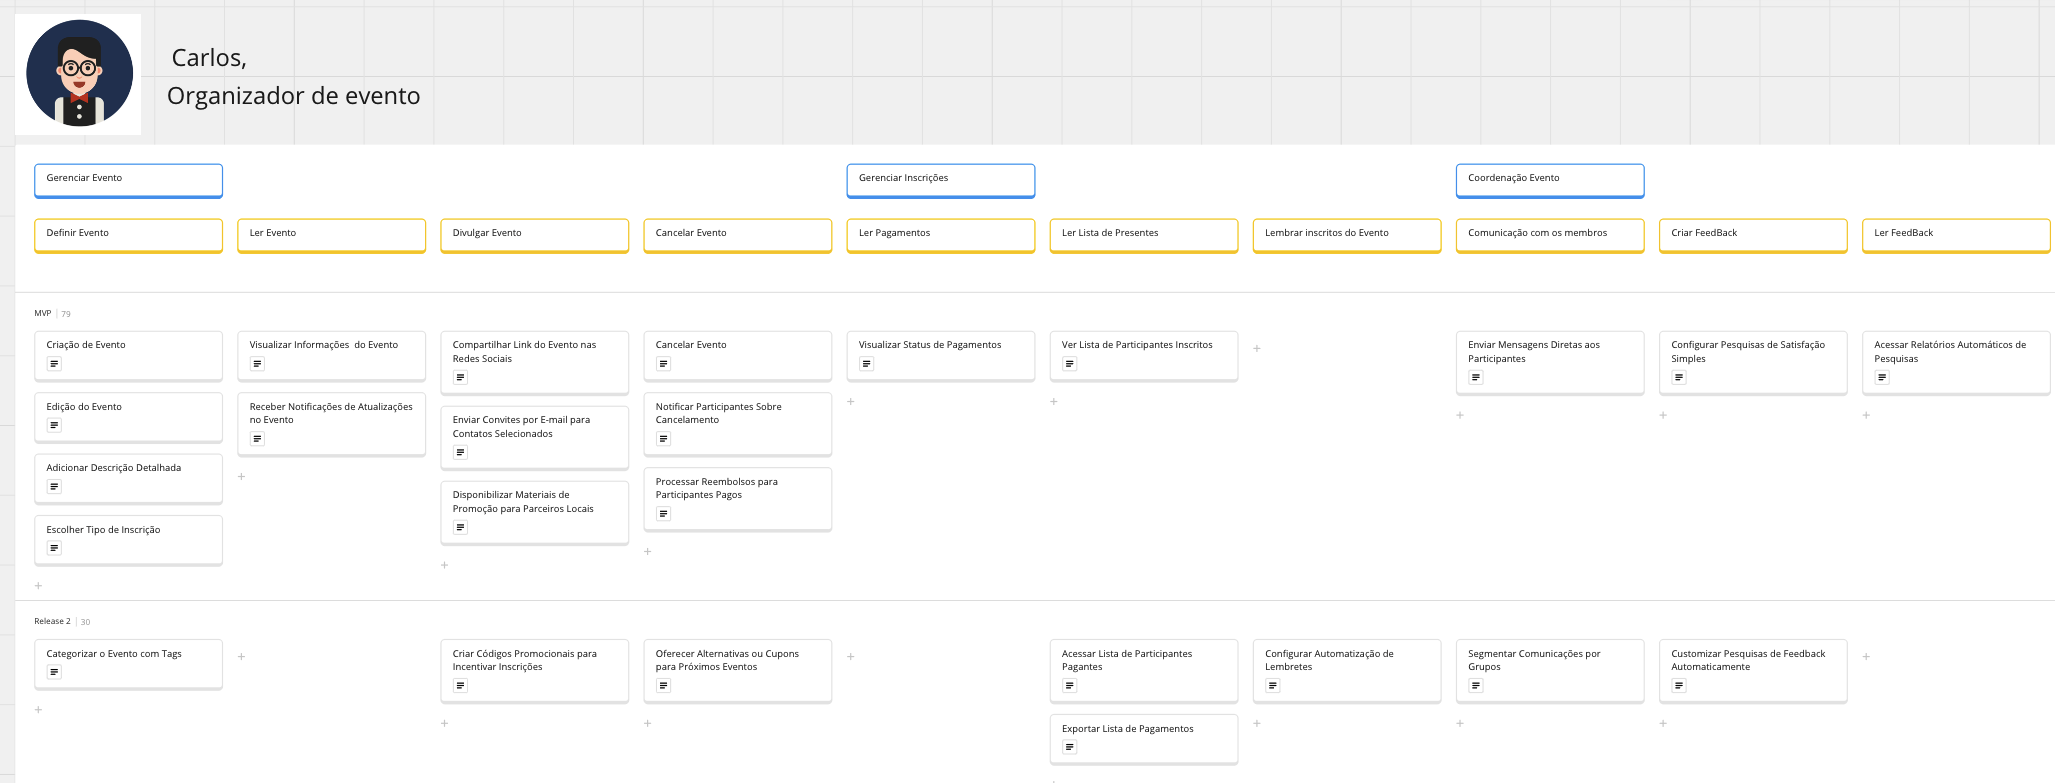 Carlos,
Organizador de evento
Gerenciar Evento
Gerenciar Inscrições
Coordenação Evento
Definir Evento
Ler Evento
Divulgar Evento
Cancelar Evento
Ler Pagamentos
Ler Lista de Presentes
Lembrar inscritos do Evento
Comunicação com os membros
Criar FeedBack
Ler FeedBack
MVP | 79
Criação de Evento
Edição do Evento
Adicionar Descrição Detalhada
Escolher Tipo de Inscrição
Visualizar Informações do Evento
Receber Notificações de Atualizações
no Evento
Compartilhar Link do Evento nas
Redes Sociais
Enviar Convites por E-mail para
Contatos Selecionados
Disponibilizar Materiais de
Promoção para Parceiros Locais
Cancelar Evento
Notificar Participantes Sobre
Cancelamento
Processar Reembolsos para
Participantes Pagos
Visualizar Status de Pagamentos
Ver Lista de Participantes Inscritos
Enviar Mensagens Diretas aos
Participantes
Configurar Pesquisas de Satisfação
Simples
Acessar Relatórios Automáticos de
Pesquisas
Release 2 | 30
Categorizar o Evento com Tags
Criar Códigos Promocionais para
Incentivar Inscrições
Oferecer Alternativas ou Cupons
para Próximos Eventos
Acessar Lista de Participantes
Pagantes
Exportar Lista de Pagamentos
Configurar Automatização de
Lembretes
Segmentar Comunicações por
Grupos
Customizar Pesquisas de Feedback
Automaticamente